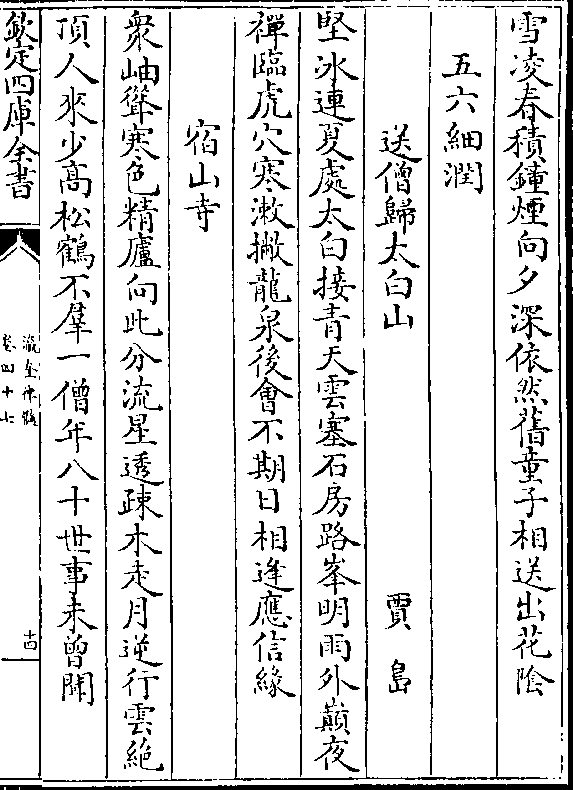 雪凌春積鐘煙向夕深依然舊童子相送出花陰
五六細潤
送僧歸太白山
賈島
堅冰連夏處太白接青天雲塞石房路峯明雨外巔夜
禪臨虎穴寒漱撇龍泉後會不期日相逢應信緣
宿山寺
衆岫聳寒色精廬向此分流星透疎木走月逆行雲絶
頂人來少高松鶴不羣一僧年八十世事未曾聞
欽定四庫全書
瀛奎律髓
卷四十七
十四